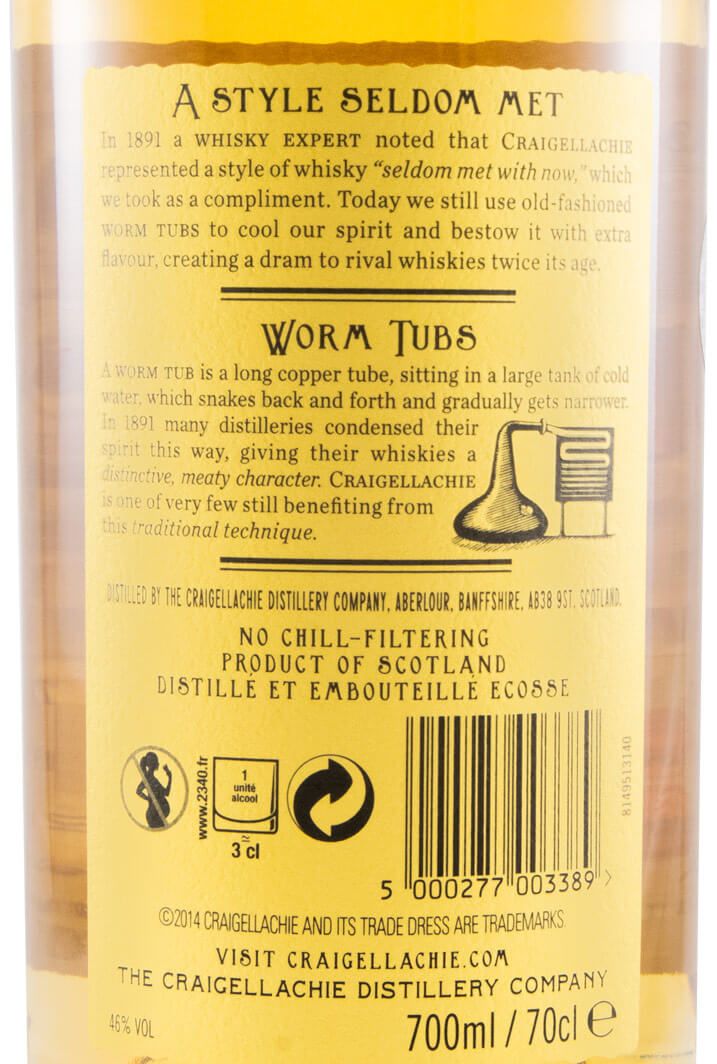 A STYLE SELDOM MET
In 1891 a WHISKY EXPERT noted that CRAIGELLACHIE
represented a style of whisky “seldom met with now,” which
we took as a compliment. Today we still use old-fashioned
WORM TUBS to cool our spirit and bestow it with extra
flavour, creating a dram to rival whiskies twice its age.
WORM TUBS
A WORM TUB is a long copper tube, sitting in a large tank of cold
water, which snakes back and forth and gradually gets narrower.
In 1891 many distilleries condensed their
spirit this way, giving their whiskies a
distinctive, meaty character. CRAIGELLACHIE
is one of very few still benefiting from
this traditional technique.
DISTILLED BY THE CRAIGELLACHIE DISTILLERY COMPANY, ABERLOUR, BANFFSHIRE, AB38 9ST, SCOTLAND.
NO CHILL-FILTERING
PRODUCT OF SCOTLAND
DISTILLÉ ET EMBOUTEILLÉ ECOSSE
www.2340.fr
1
unité
alcool
≃
3 cl
8149513140
5 000277 003389 >
©2014 CRAIGELLACHIE AND ITS TRADE DRESS ARE TRADEMARKS.
VISIT CRAIGELLACHIE.COM
THE CRAIGELLACHIE DISTILLERY COMPANY
46% VOL
700ml / 70cl ℮